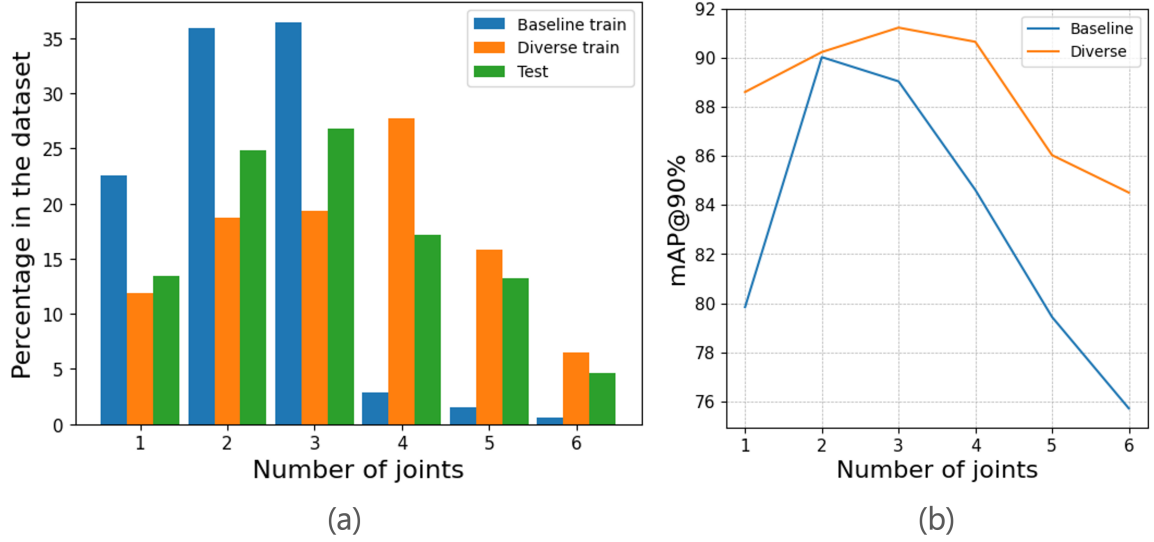 Percentage in the dataset
35
30
25
20
15
10
5
0
Baseline train
Diverse train
Test
1 2 3 4 5 6
Number of joints
(a)
mAP@90%
92
90
88
86
84
82
80
78
76
Baseline
Diverse
1 2 3 4 5 6
Number of joints
(b)